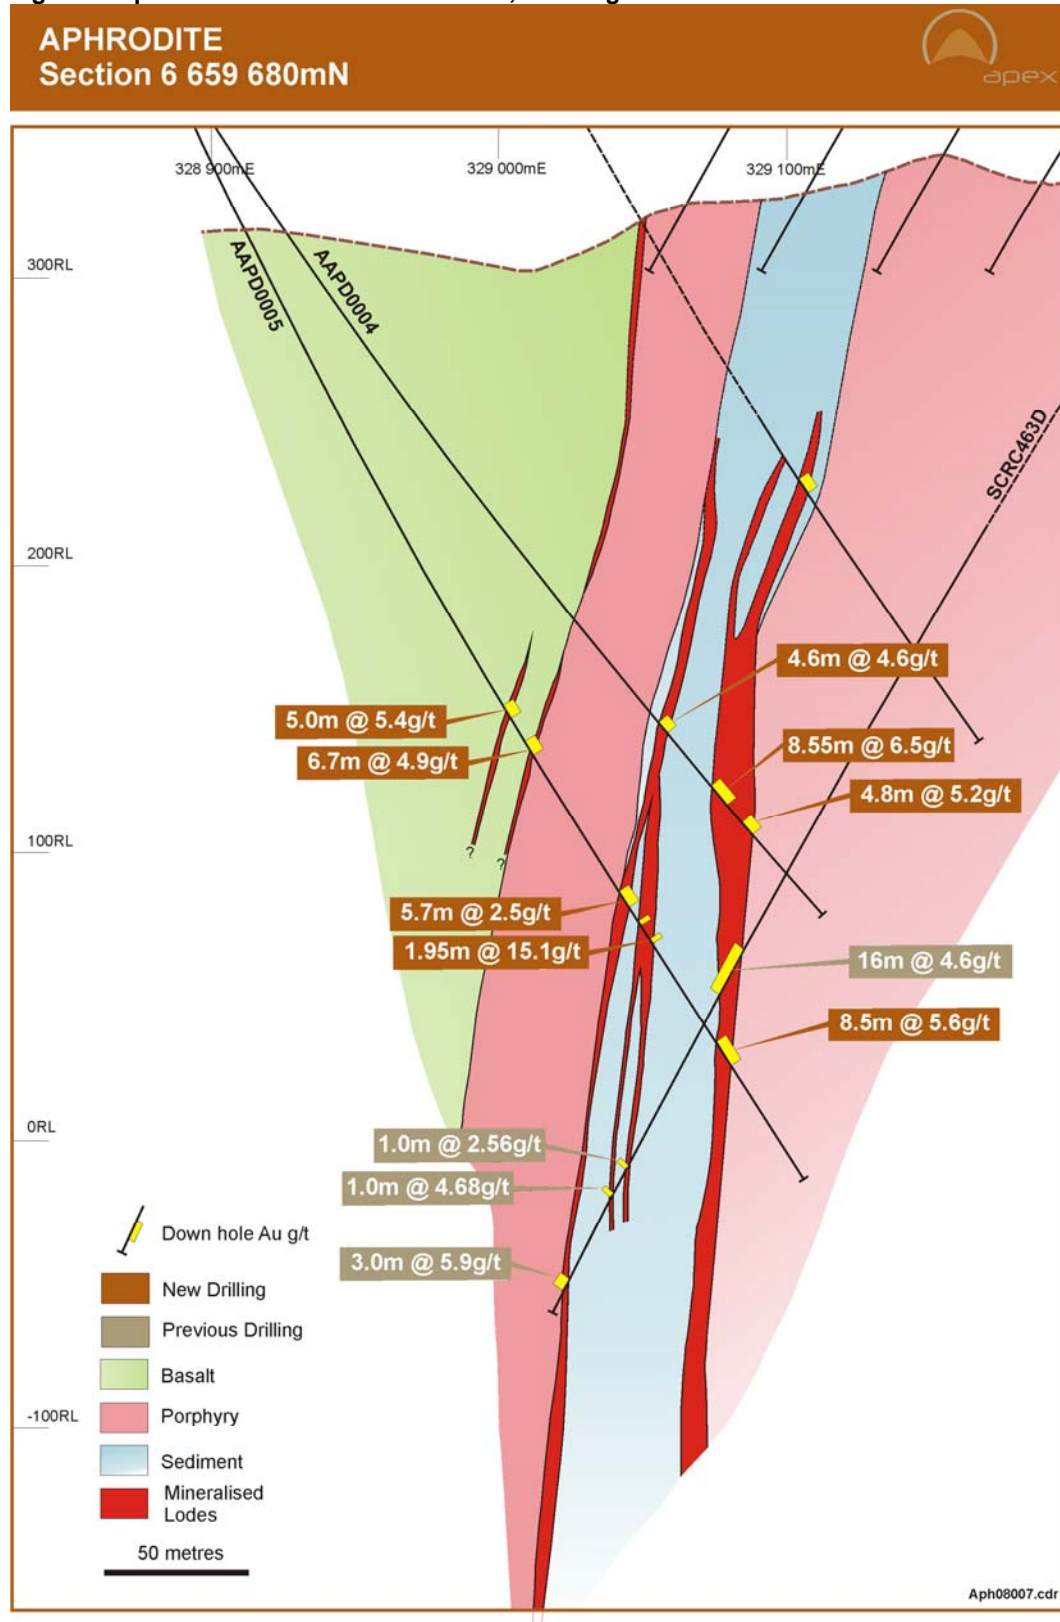 APHRODITE
Section 6 659 680mN
apex
328 900mE
329 000mE
329 100mE
300RL
AAPD0005
AAPD0004
SCRC463D
200RL
4.6m @ 4.6g/t
5.0m @ 5.4g/t
8.55m @ 6.5g/t
6.7m @ 4.9g/t
4.8m @ 5.2g/t
100RL
?
?
5.7m @ 2.5g/t
1.95m @ 15.1g/t
16m @ 4.6g/t
8.5m @ 5.6g/t
0RL
1.0m @ 2.56g/t
1.0m @ 4.68g/t
Down hole Au g/t
3.0m @ 5.9g/t
New Drilling
Previous Drilling
Basalt
-100RL
Porphyry
Sediment
Mineralised
Lodes
50 metres
Aph08007.cdr